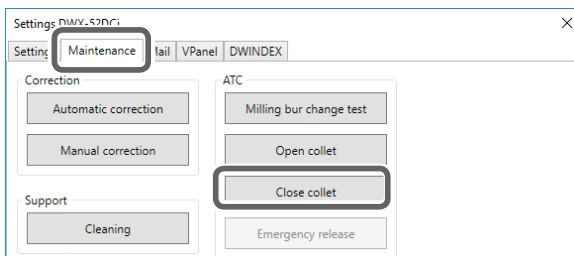 Settings DWX-52DCi
Setting Maintenance Mail VPanel DWINDEX
Correction
Automatic correction
Manual correction
Support
Cleaning
ATC
Milling bur change test
Open collet
Close collet
Emergency release